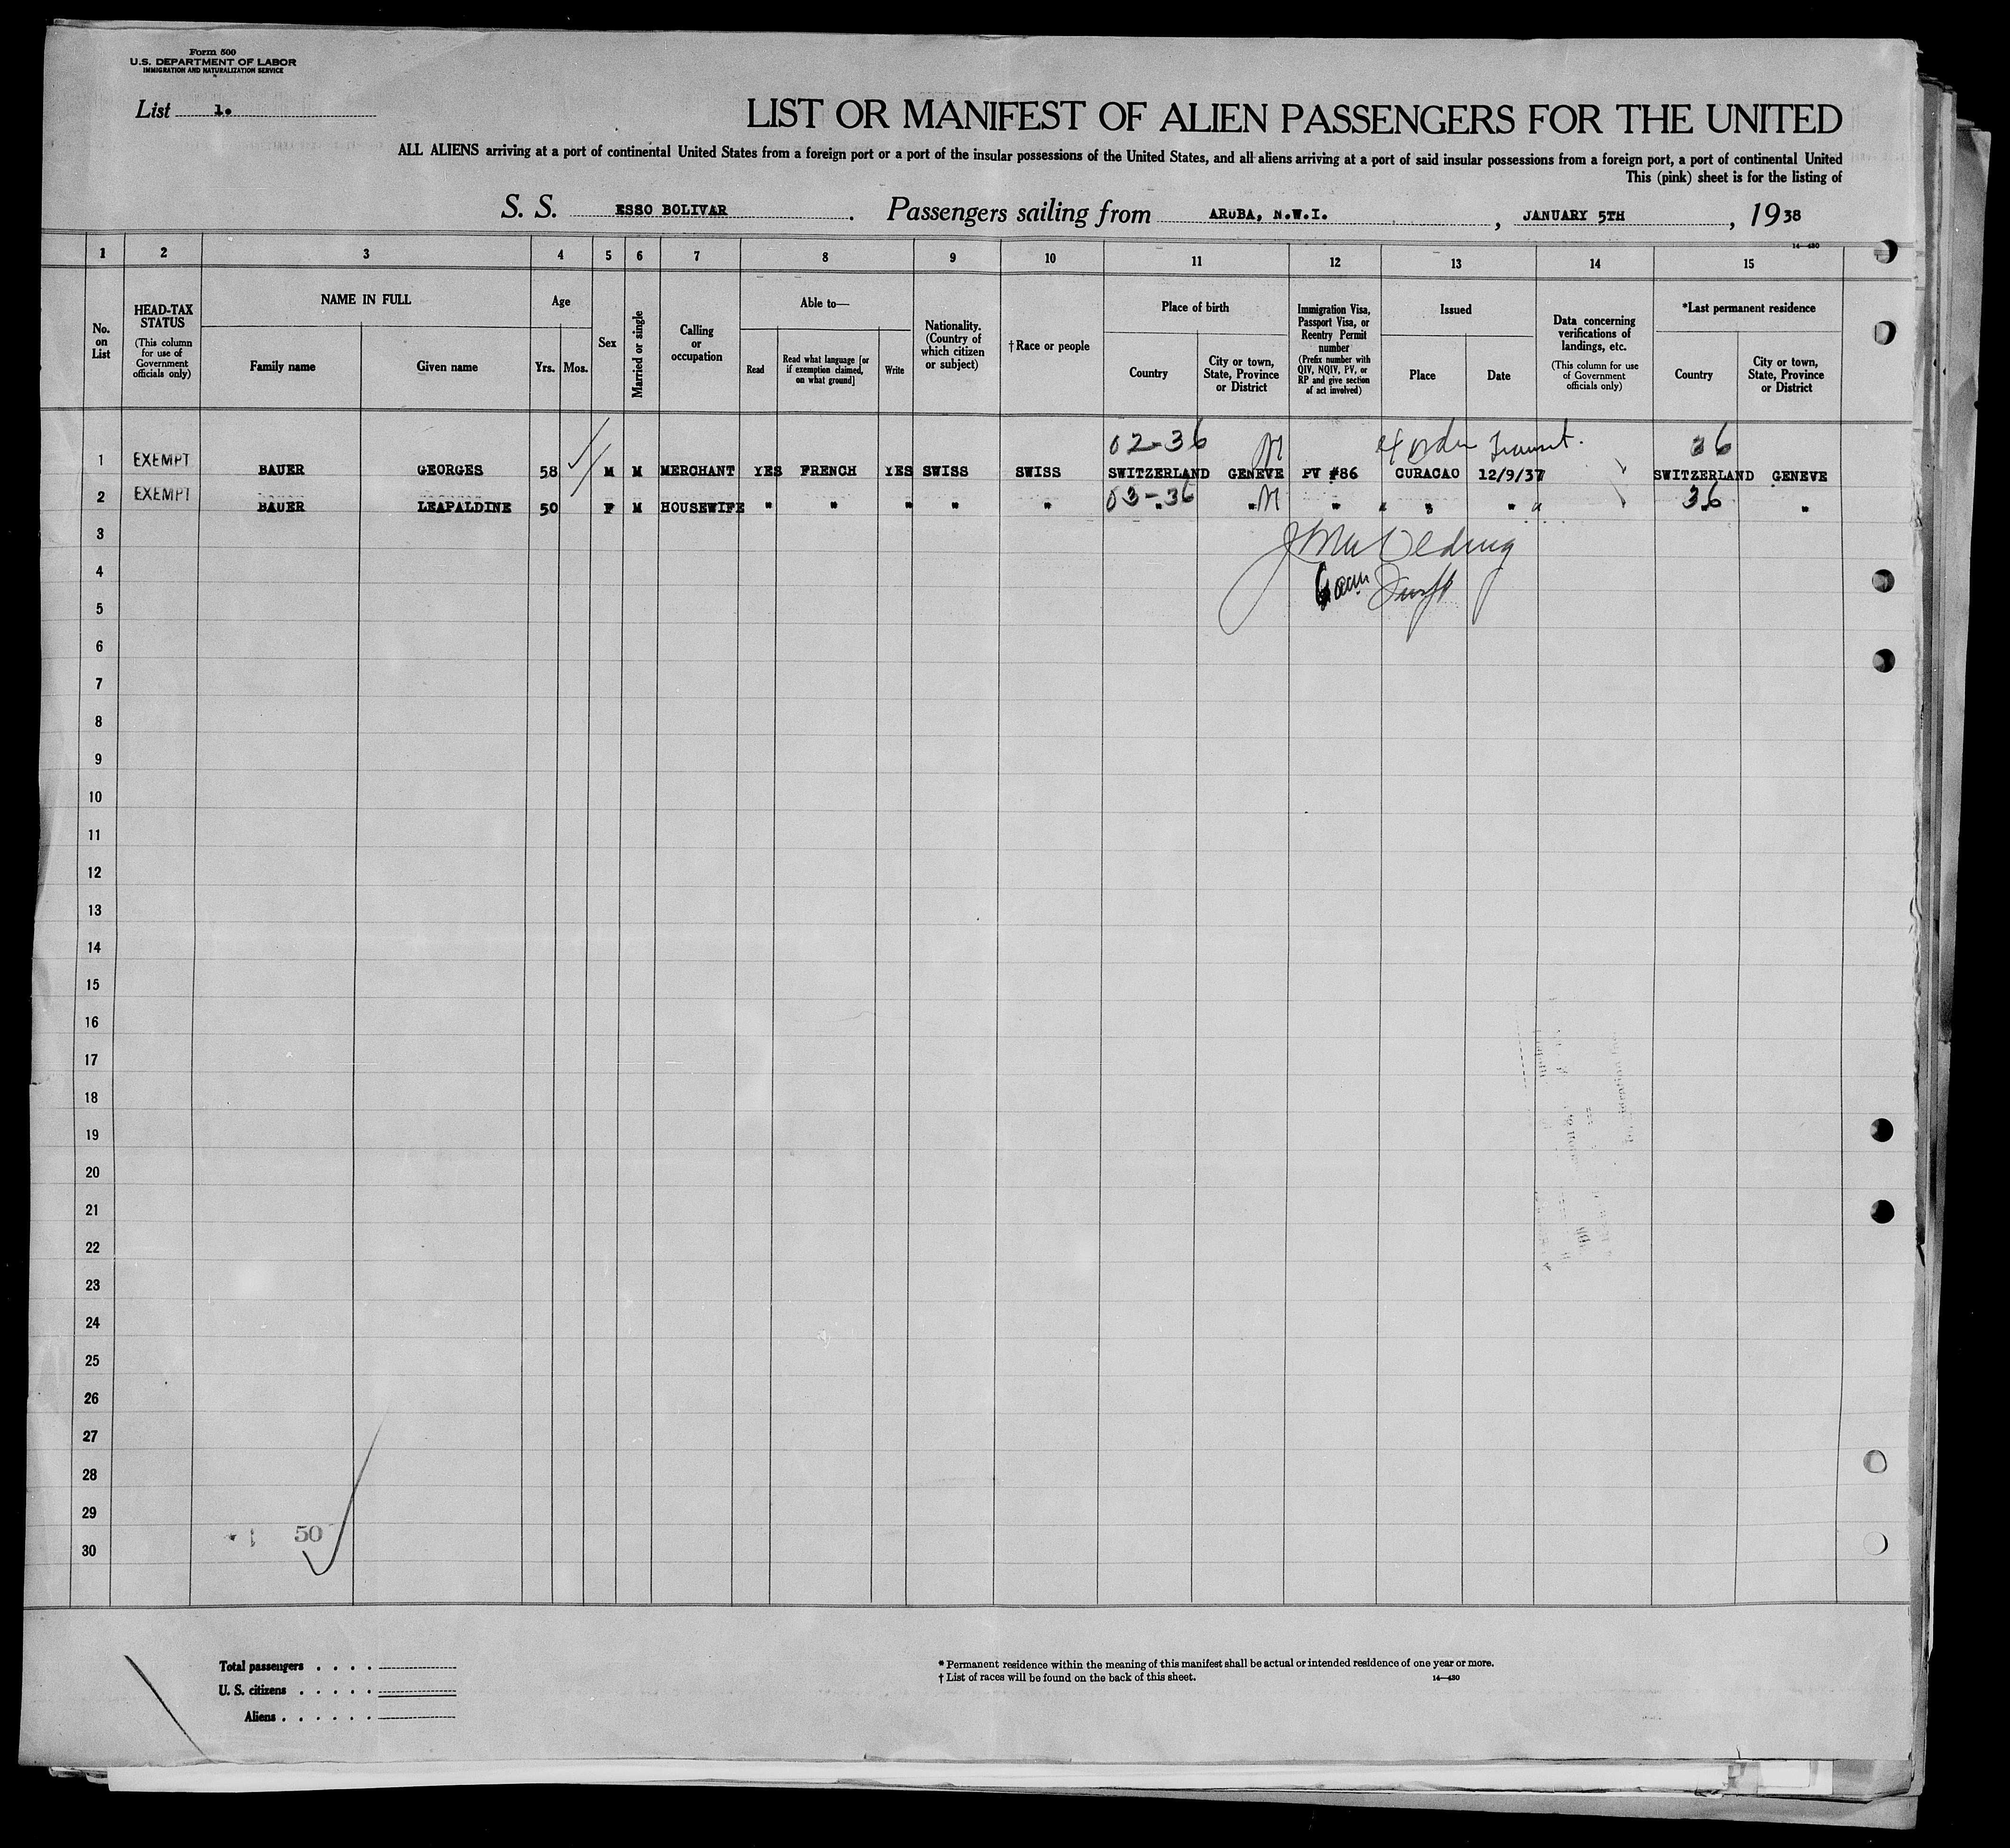 Form 500
U.S. DEPARTMENT OF LABOR
IMMIGRATION AND NATURALIZATION SERVICE
List 1.
LIST OR MANIFEST OF ALIEN PASSENGERS FOR THE UNITED
ALL ALIENS arriving at a port of continental United States from a foreign port or a port of the insular possessions of the United States, and all aliens arriving at a port of said insular possessions from a foreign port, a port of continental United
This (pink) sheet is for the listing of
S. S. ESSO BOLIVAR. Passengers sailing from ARUBA, N.W.I., JANUARY 5TH, 1938
14—480
1 2 3 4 5 6 7 8 9 10 11 12 13 14 15
No. on List
HEAD-TAX STATUS (This column for use of Government officials only)
NAME IN FULL
Family name
Given name
Age
Yrs.
Mos.
Sex
Married or single
Calling or occupation
Able to—
Read
Read what language [or if exemption claimed, on what ground]
Write
Nationality. (Country of which citizen or subject)
†Race or people
Place of birth
Country
City or town, State, Province or District
Immigration Visa, Passport Visa, or Reentry Permit number (Prefix number with QIV, NQIV, PV, or RP and give section of act involved)
Issued
Place
Date
Data concerning verifications of landings, etc. (This column for use of Government officials only)
*Last permanent residence
Country
City or town, State, Province or District
02-36 M Transit. 36
1 EXEMPT BAUER GEORGES 58 M M MERCHANT YES FRENCH YES SWISS SWISS SWITZERLAND GENEVE PV #86 CURACAO 12/9/37 SWITZERLAND GENEVE
03-36 M 36
2 EXEMPT BAUER LEAPALDINE 50 F M HOUSEWIFE " " " " " " " " " " " "
3
4
5
6
7
8
9
10
11
12
13
14
15
16
17
18
19
20
21
22
23
24
25
26
27
28
29
50
30
Total passengers . . . .
U. S. citizens . . . . .
Aliens . . . . . .
* Permanent residence within the meaning of this manifest shall be actual or intended residence of one year or more.
† List of races will be found on the back of this sheet.
14—480